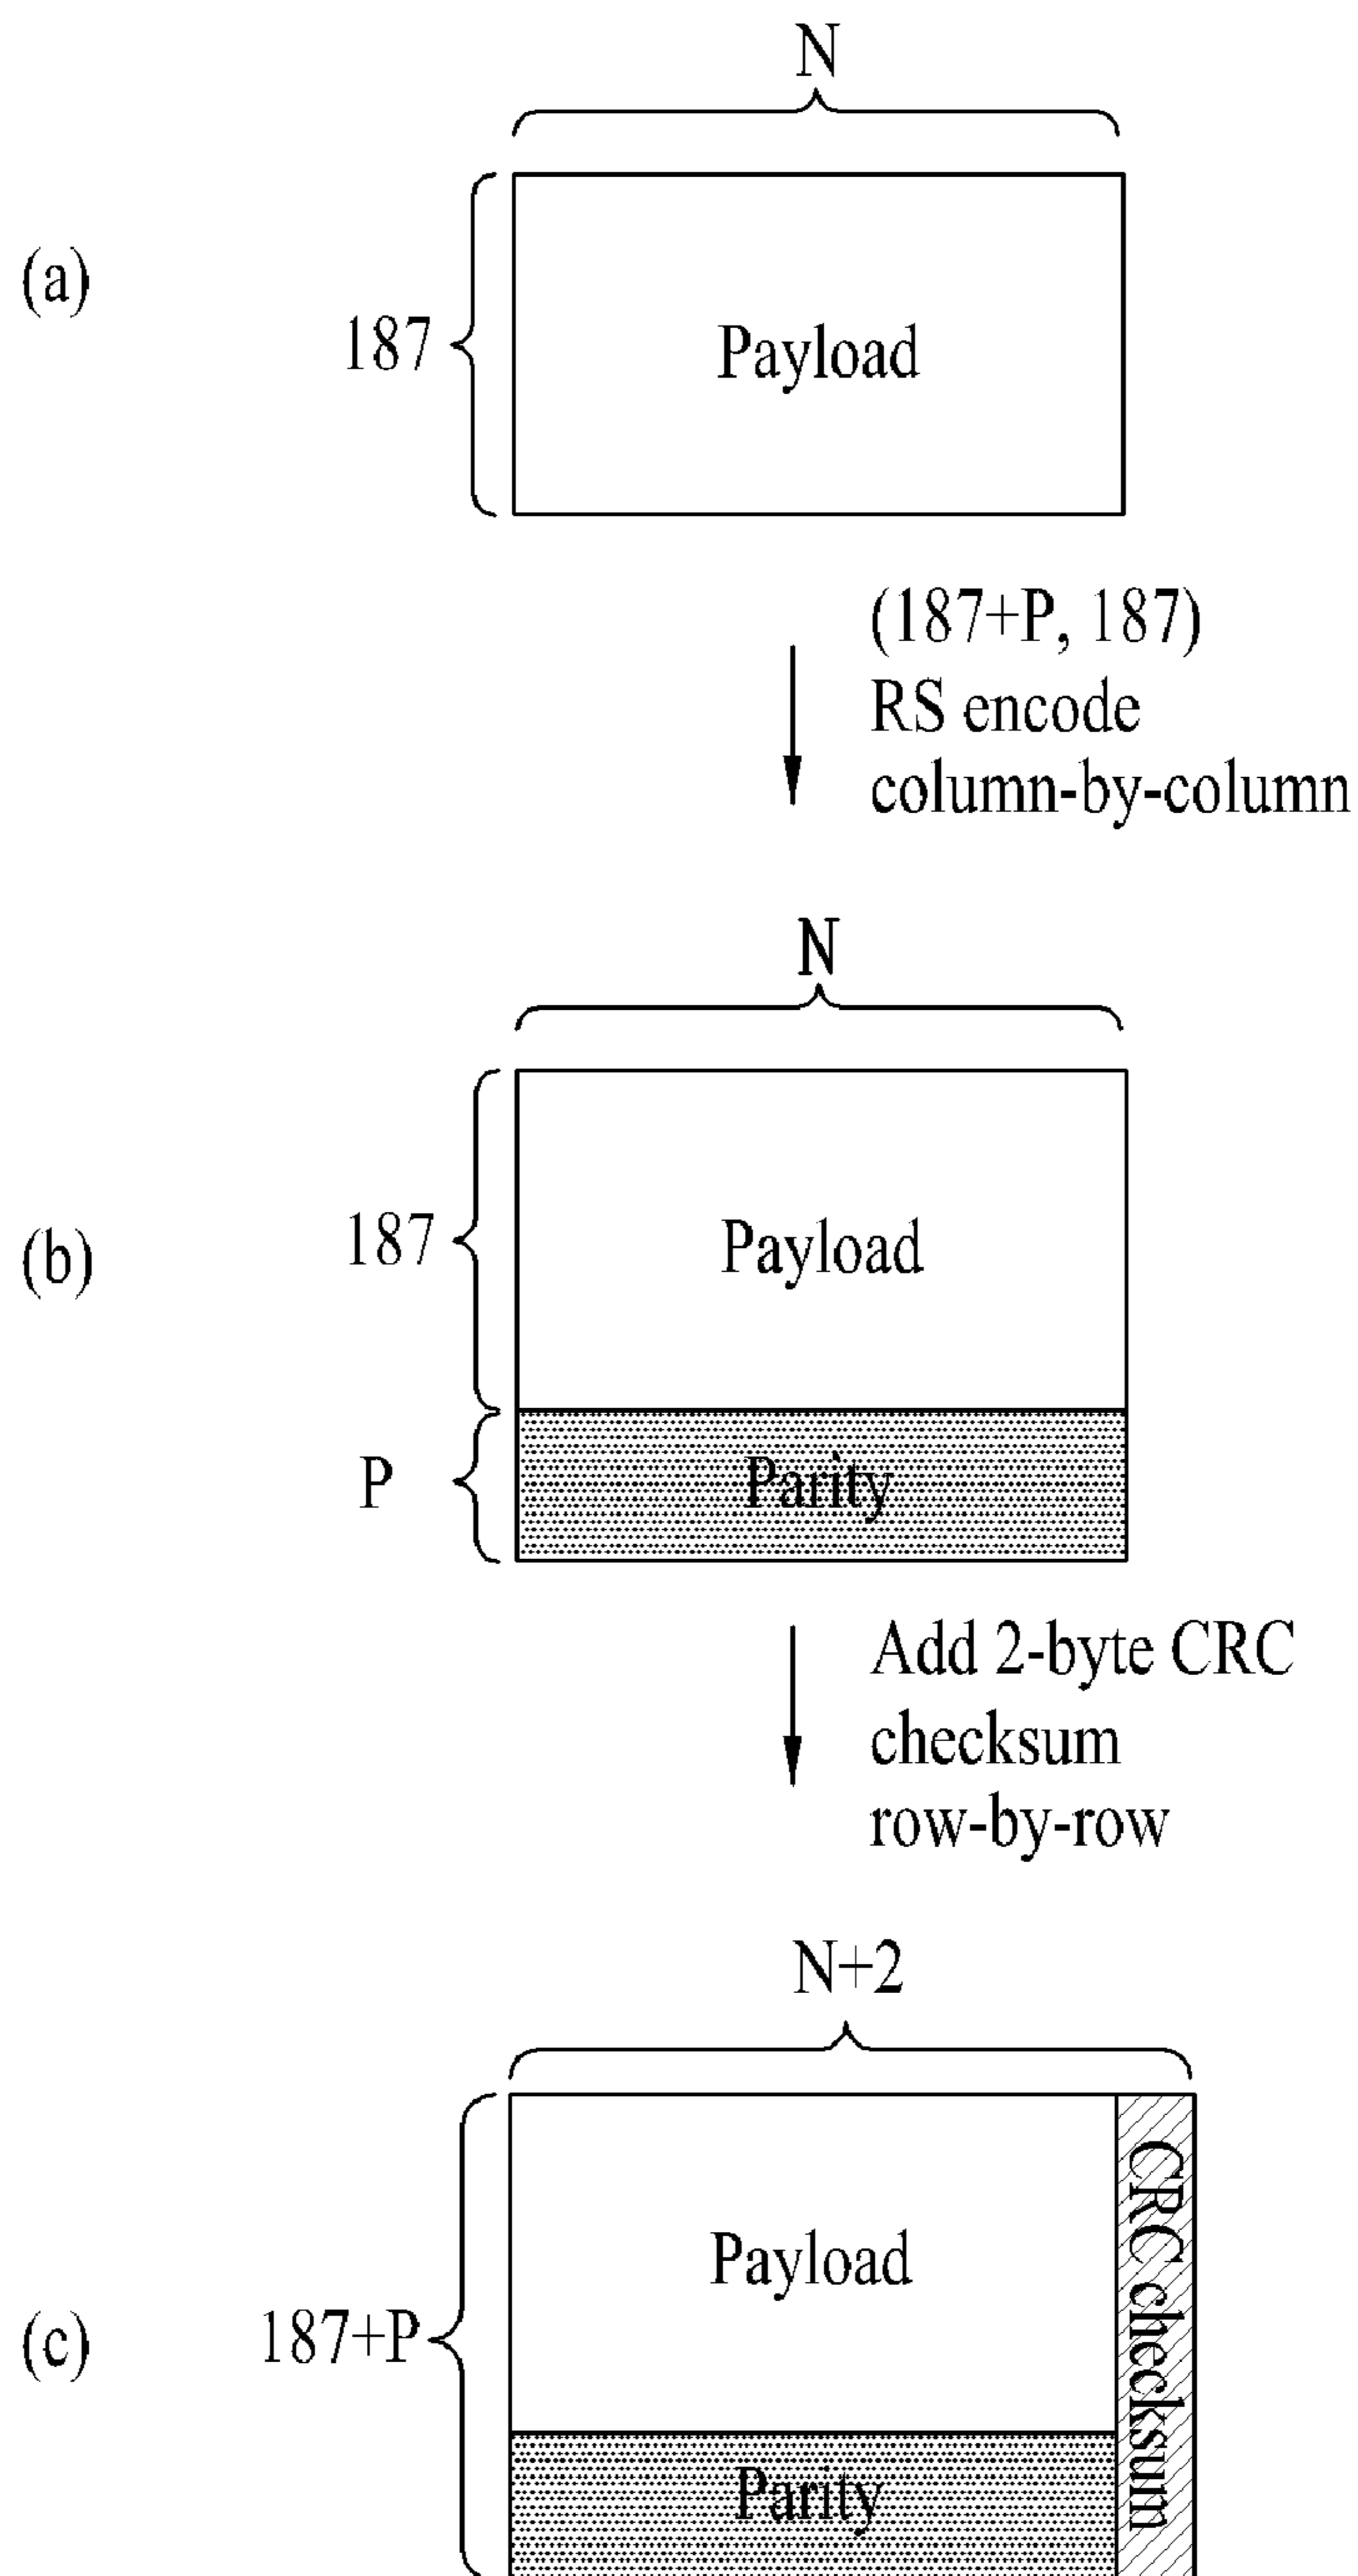 N
(a)
187
Payload
(187+P, 187)
RS encode
column-by-column
N
187
Payload
(b)
P
Parity
Add 2-byte CRC
checksum
row-by-row
N+2
Payload
CRC checksum
(c)
187+P
Parity